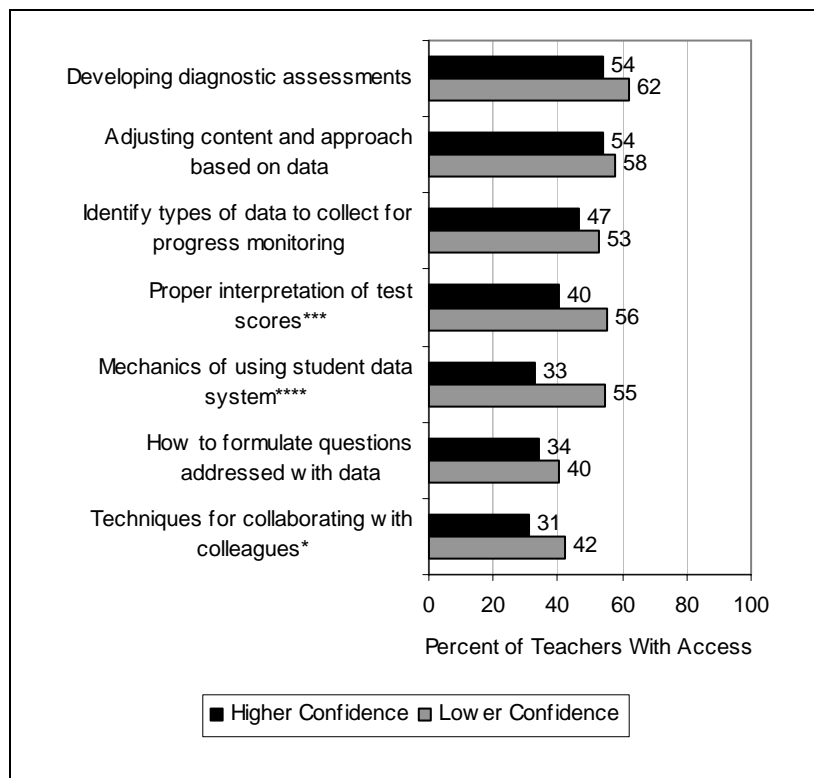 Developing diagnostic assessments
54
62
Adjusting content and approach
based on data
54
58
Identify types of data to collect for
progress monitoring
47
53
Proper interpretation of test
scores***
40
56
Mechanics of using student data
system****
33
55
How to formulate questions
addressed with data
34
40
Techniques for collaborating with
colleagues*
31
42
0 20 40 60 80 100
Percent of Teachers With Access
Higher Confidence Lower Confidence